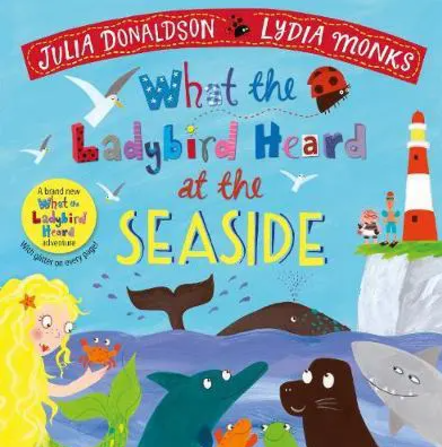 JULIA DONALDSON LYDIA MONKS
What the
Ladybird Heard
at the
SEASIDE
A brand new
What the
Ladybird
Heard
adventure
With glitter on every page!